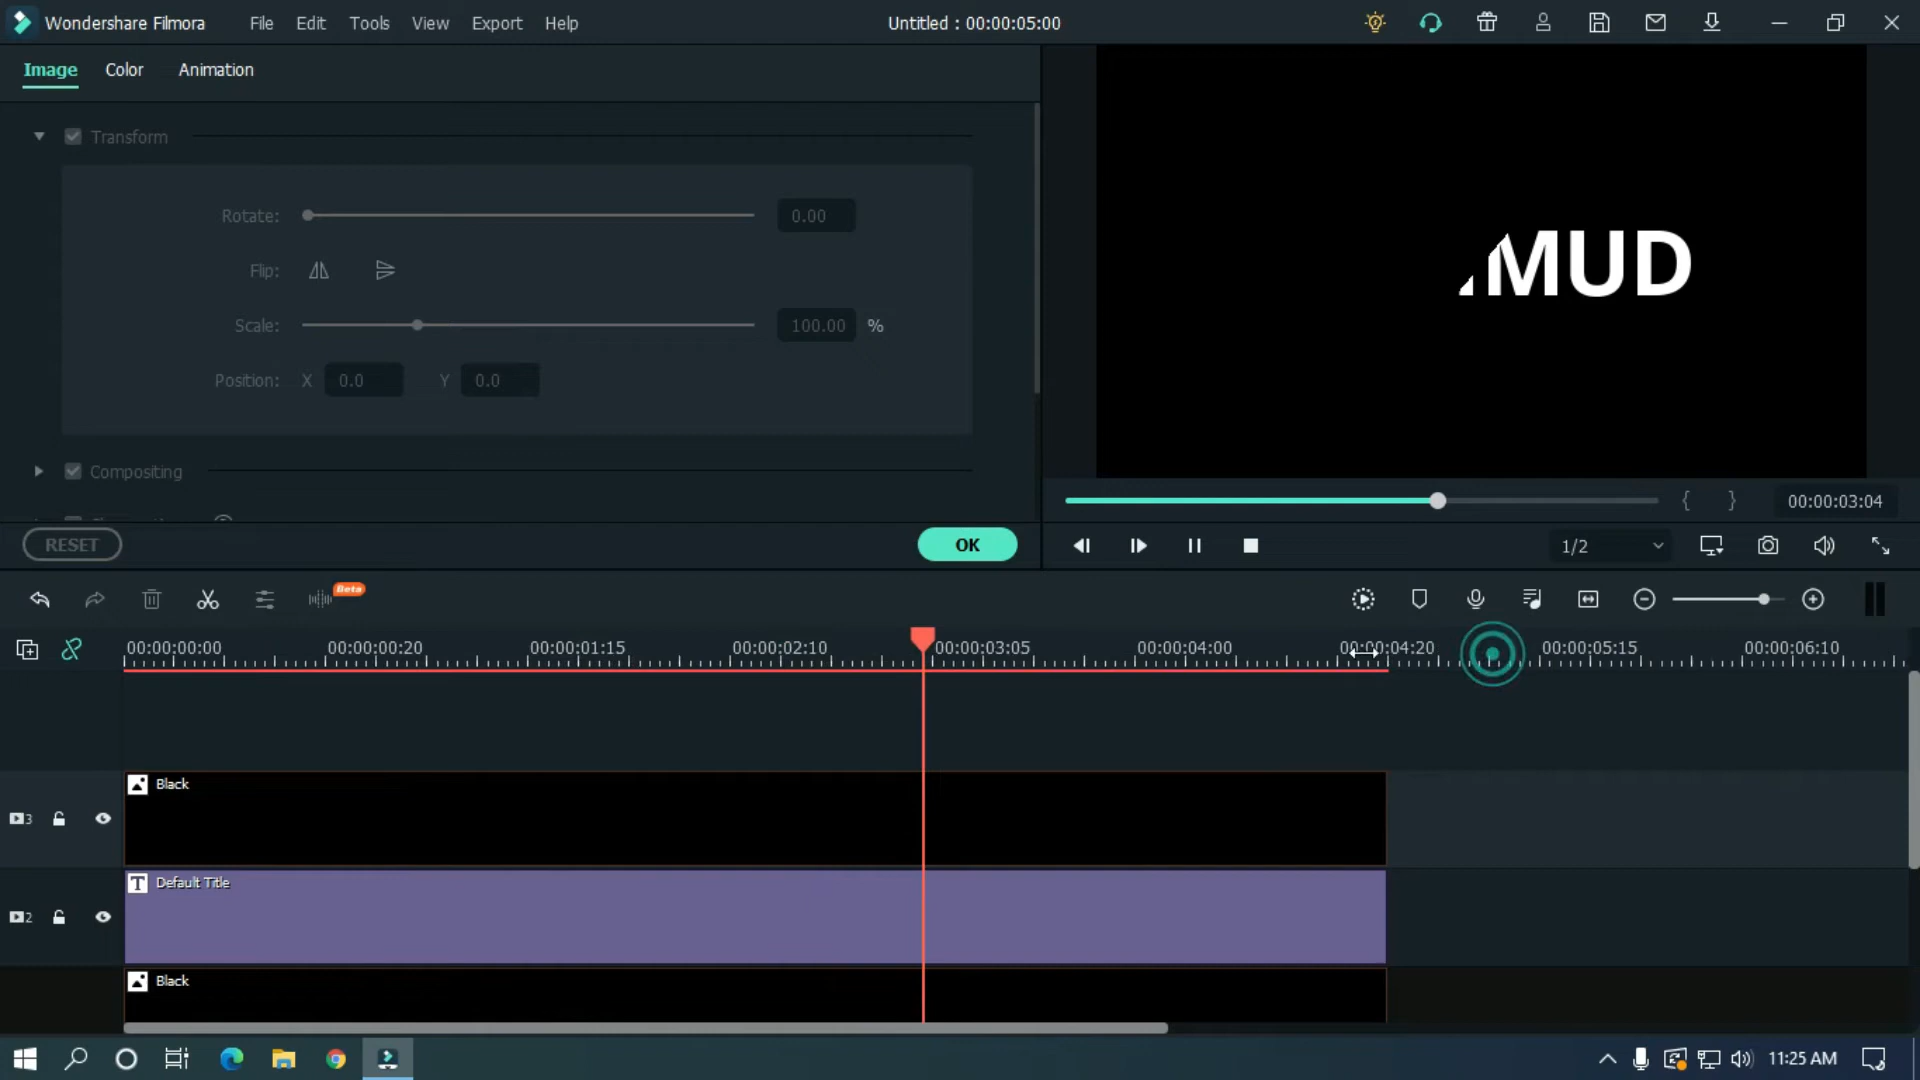 Wondershare Filmora File Edit Tools View Export Help Untitled : 00:00:05:00
Image Color Animation
Transform
Rotate: 0.00
Flip:
Scale: 100.00 %
Position: X 0.0 Y 0.0
Compositing
RESET OK
MUD
{ } 00:00:03:04
1/2
Beta
00:00:00:00 00:00:00:20 00:00:01:15 00:00:02:10 00:00:03:05 00:00:04:00 00:00:04:20 00:00:05:15 00:00:06:10
Black
3
T Default Title
2
Black
11:25 AM